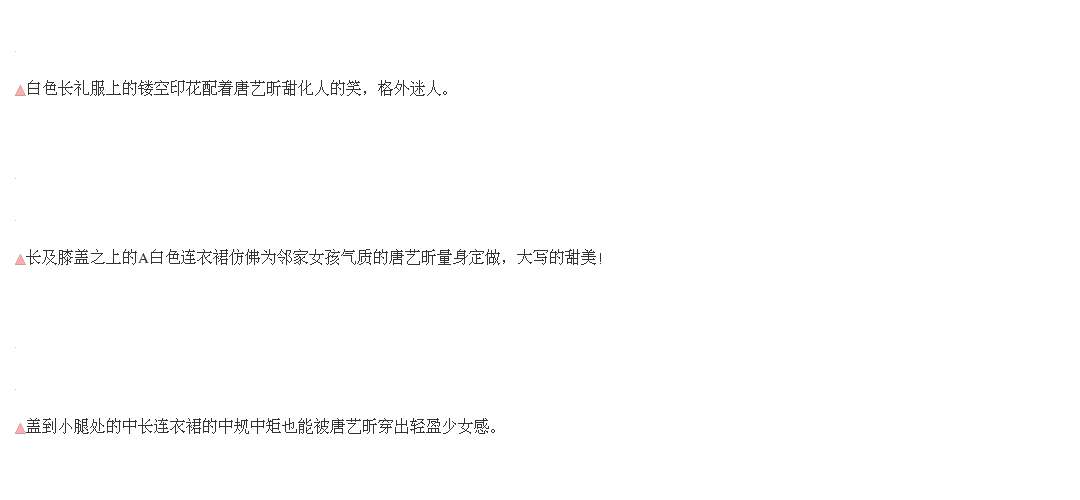 ▲白色长礼服上的镂空印花配着唐艺昕甜化人的笑，格外迷人。
▲长及膝盖之上的A白色连衣裙仿佛为邻家女孩气质的唐艺昕量身定做，大写的甜美！
▲盖到小腿处的中长连衣裙的中规中矩也能被唐艺昕穿出轻盈少女感。